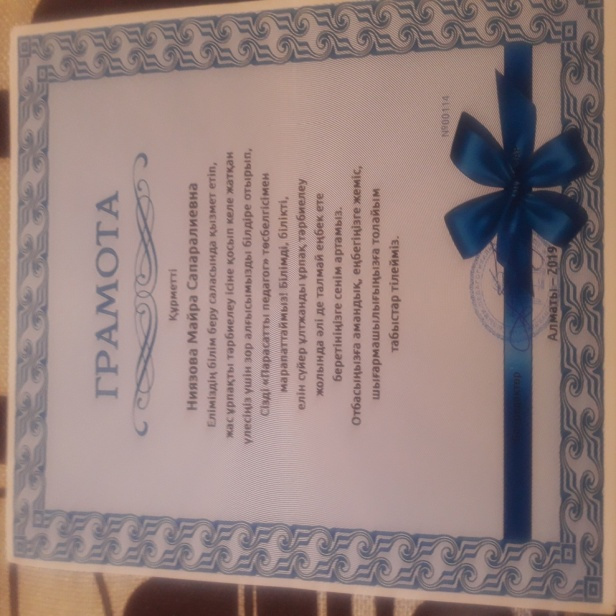 ГРАМОТА
Құрметті
Ниязова Майра Сапаралиевна
Еліміздің білім беру саласында қызмет етіп,
жас ұрпақты тәрбиелеу ісіне қосып келе жатқан
үлесіңіз үшін зор алғысымызды білдіре отырып,
Сізді «Парасатты педагог» төсбелгісімен
марапаттаймыз! Білімді, білікті,
елін сүйер ұлтжанды ұрпақ тәрбиелеу
жолында әлі де талмай еңбек ете
беретініңізге сенім артамыз.
Отбасыңызға амандық, еңбегіңізге жеміс,
шығармашылығыңызға толайым
табыстар тілейміз.
Алматы 2019
NR00114